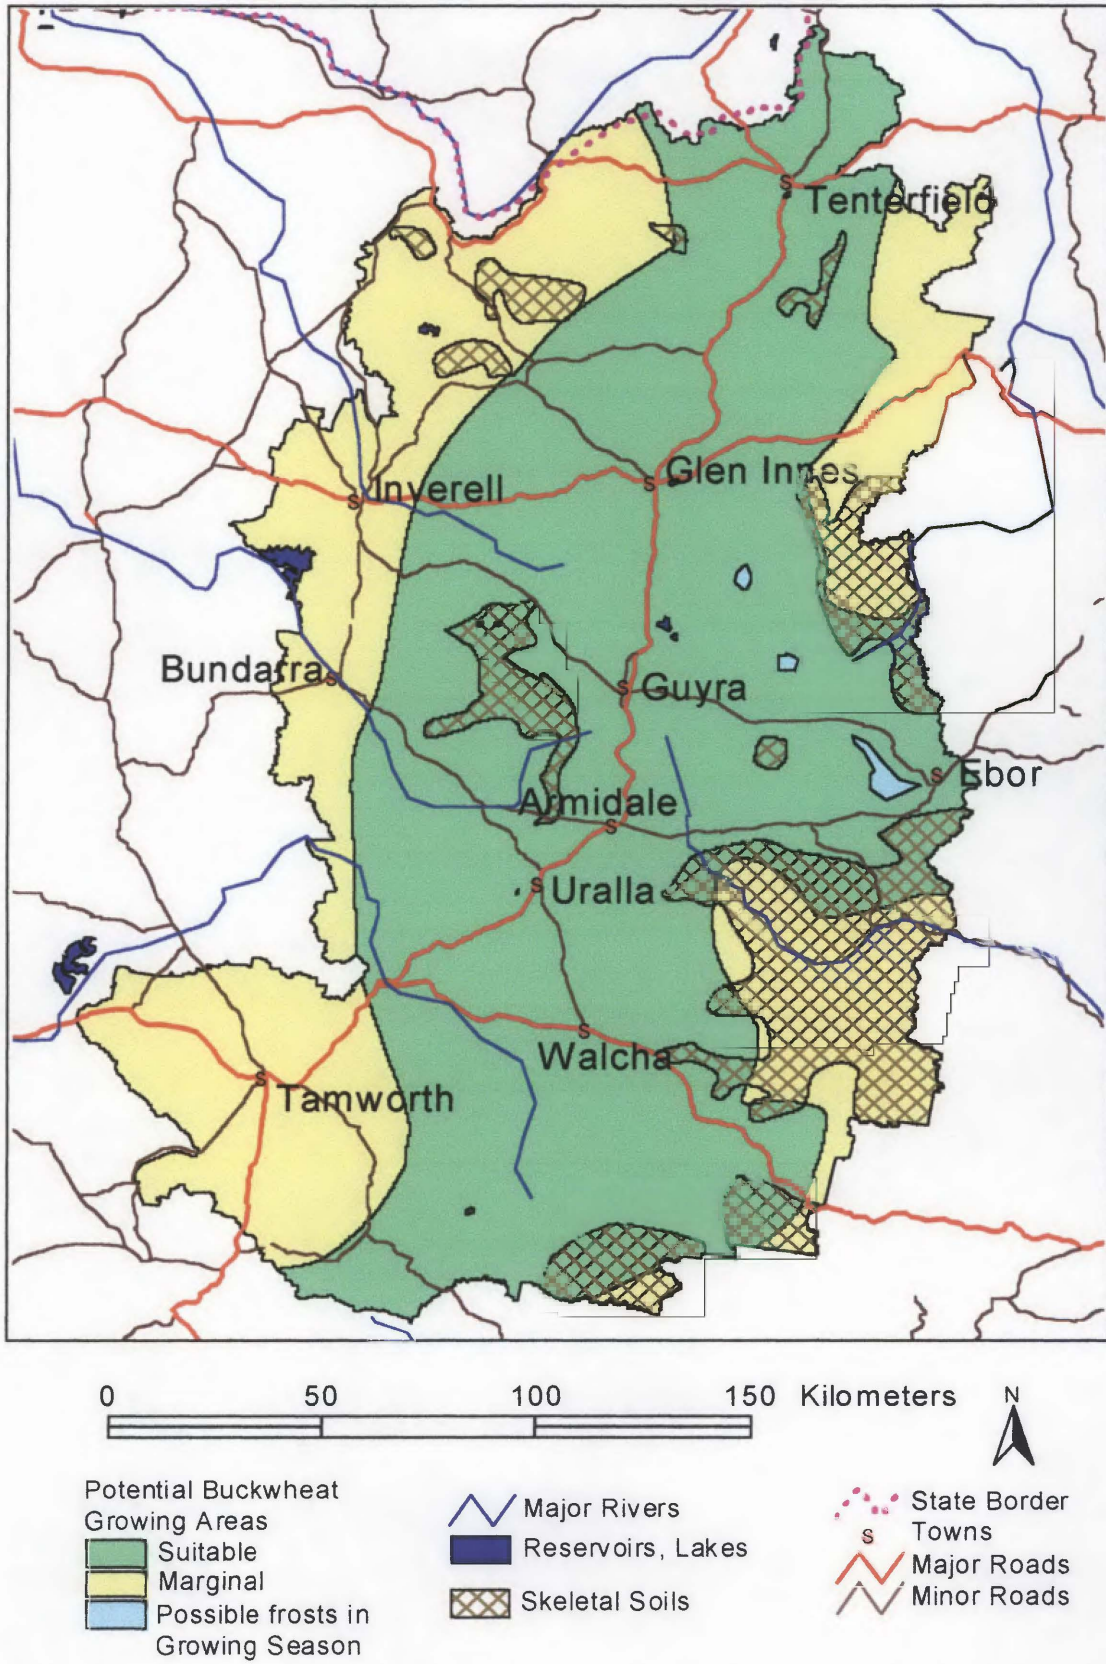 Tenterfield
Glen Innes
Inverell
Bundarra
Guyra
Ebor
Armidale
Uralla
Walcha
Tamworth
0 50 100 150 Kilometers
N
Potential Buckwheat
Growing Areas
Suitable
Marginal
Possible frosts in
Growing Season
Major Rivers
Reservoirs, Lakes
Skeletal Soils
State Border
s Towns
Major Roads
Minor Roads